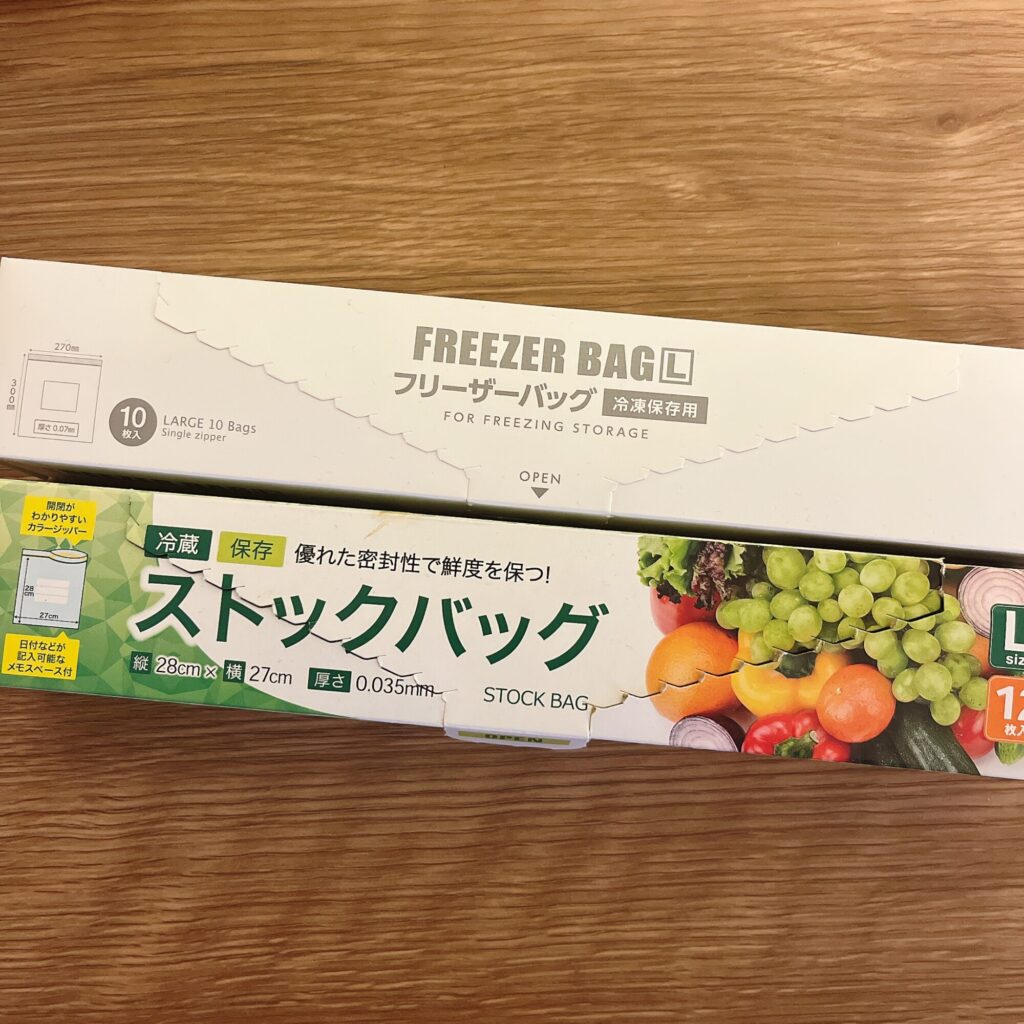 FREEZER BAG L
フリーザーバッグ 冷凍保存用
FOR FREEZING STORAGE
OPEN
270mm
300mm
厚さ 0.07mm
10
枚入
LARGE 10 Bags
Single zipper
開閉が
わかりやすい
カラージッパー
28
cm
27cm
日付などが
記入可能な
メモスペース付
冷蔵 保存 優れた密封性で鮮度を保つ!
ストックバッグ
縦 28cm × 横 27cm 厚さ 0.035mm
STOCK BAG
OPEN
L
12
枚入